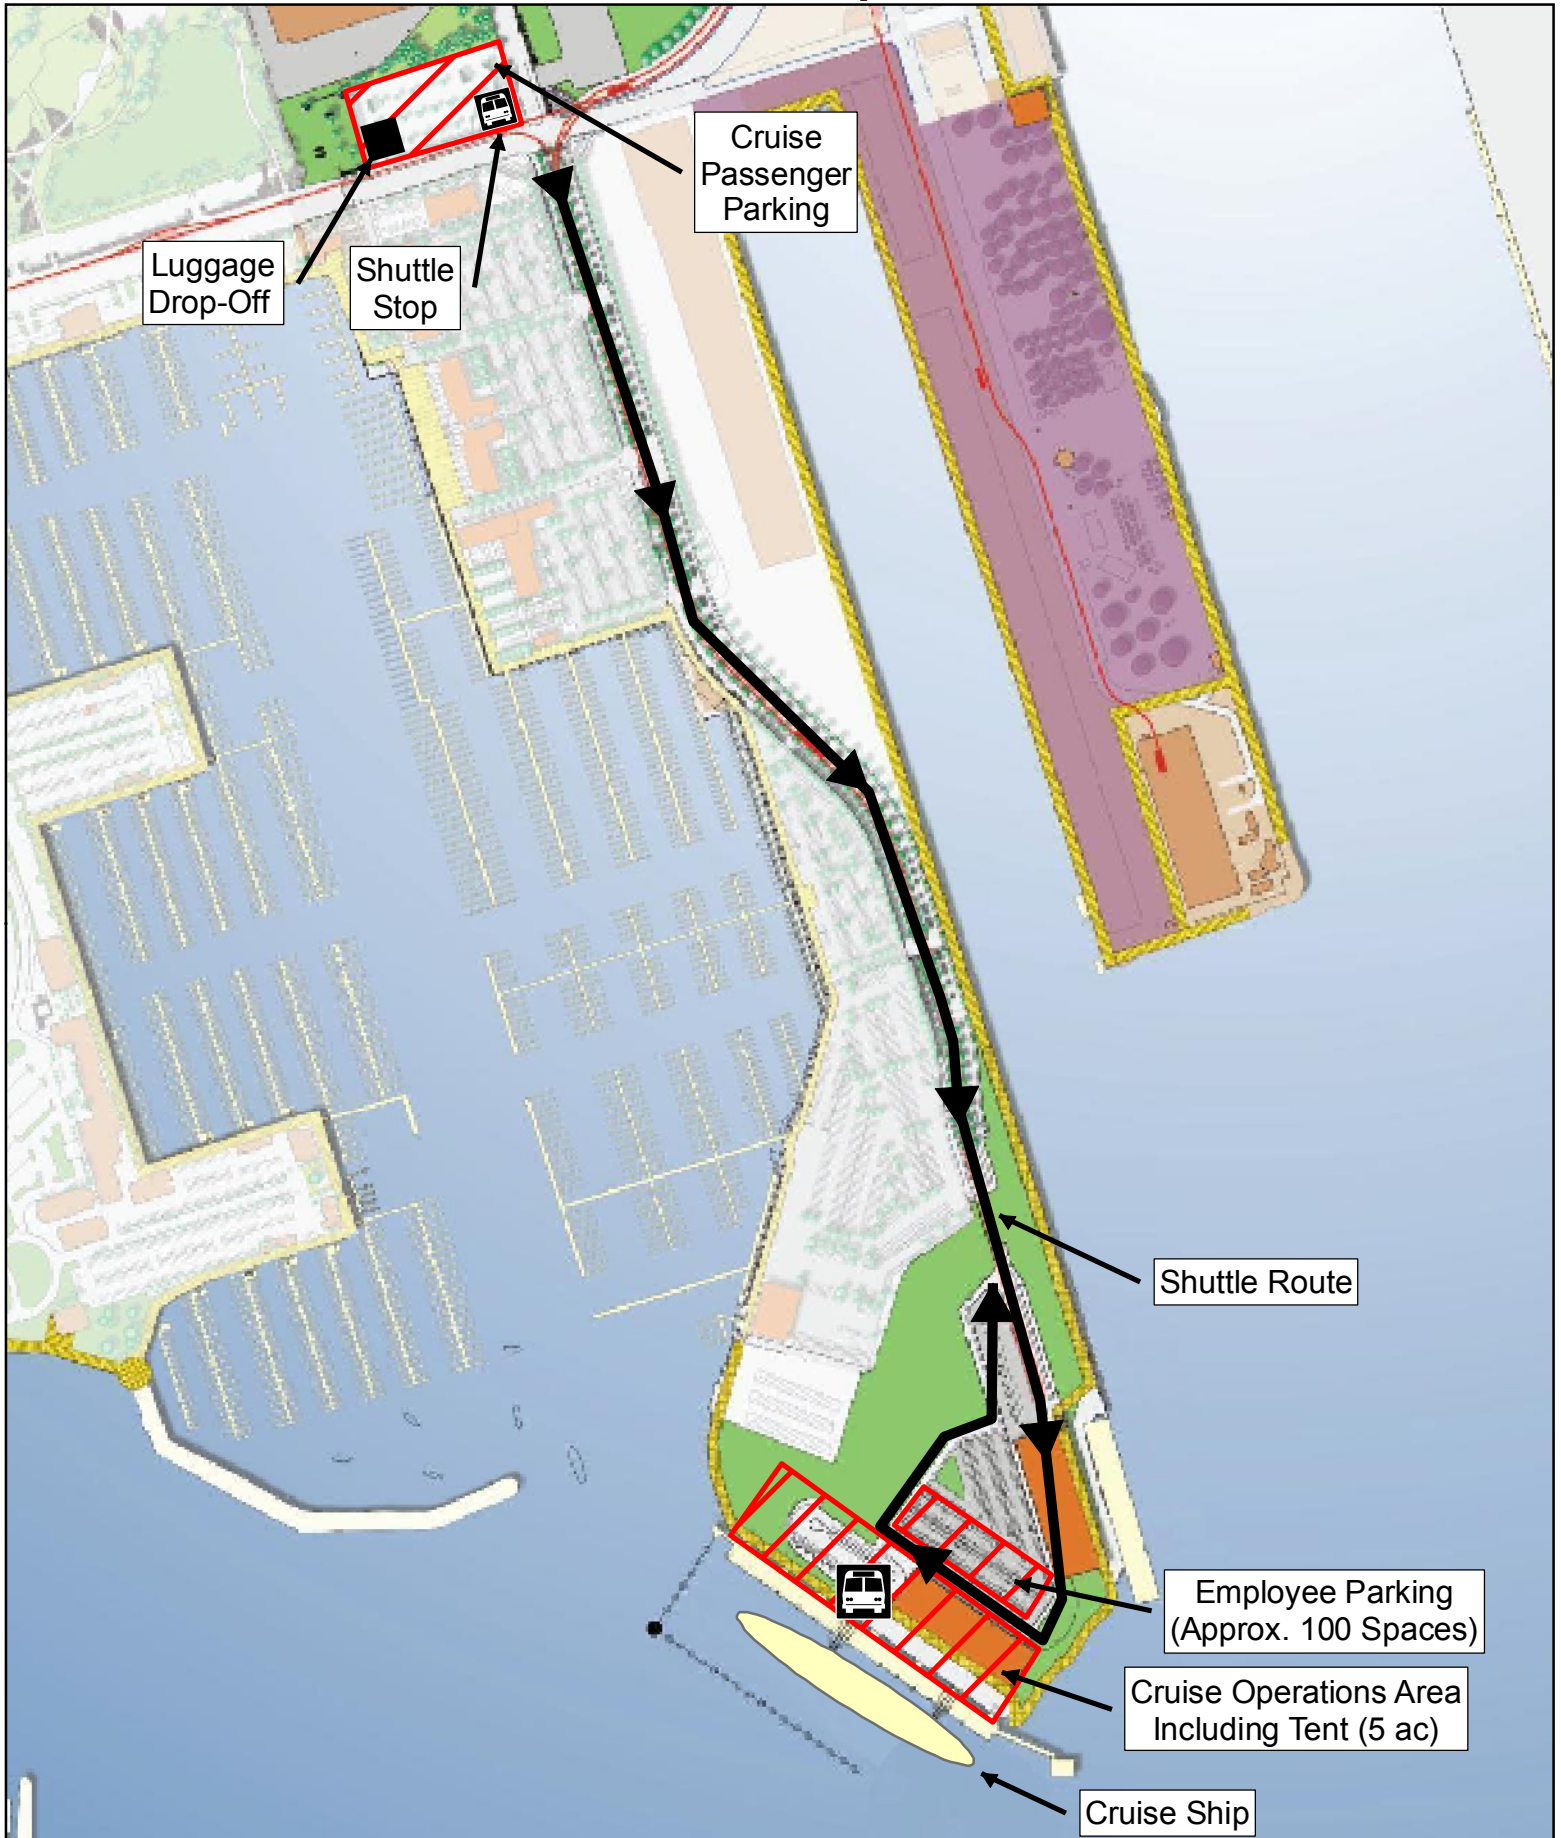 Cruise
Passenger
Parking
Luggage
Drop-Off
Shuttle
Stop
Shuttle Route
Employee Parking
(Approx. 100 Spaces)
Cruise Operations Area
Including Tent (5 ac)
Cruise Ship